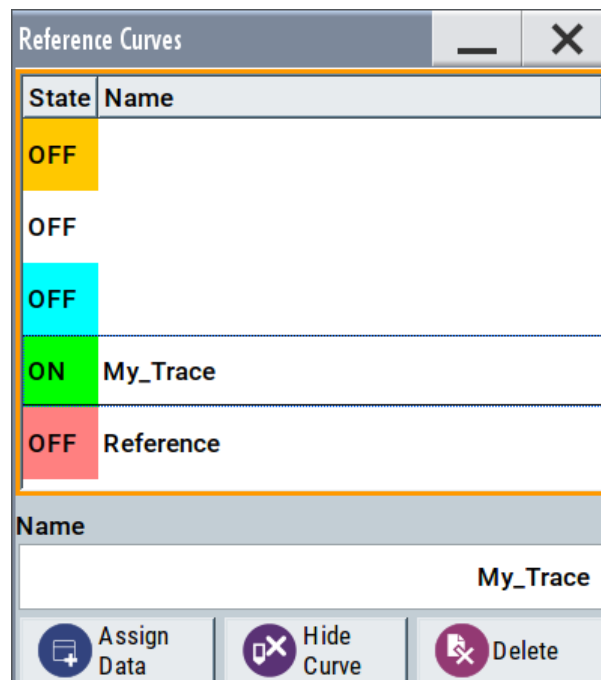 Reference Curves
State Name
OFF
OFF
OFF
ON My_Trace
OFF Reference
Name
My_Trace
Assign Data
Hide Curve
Delete